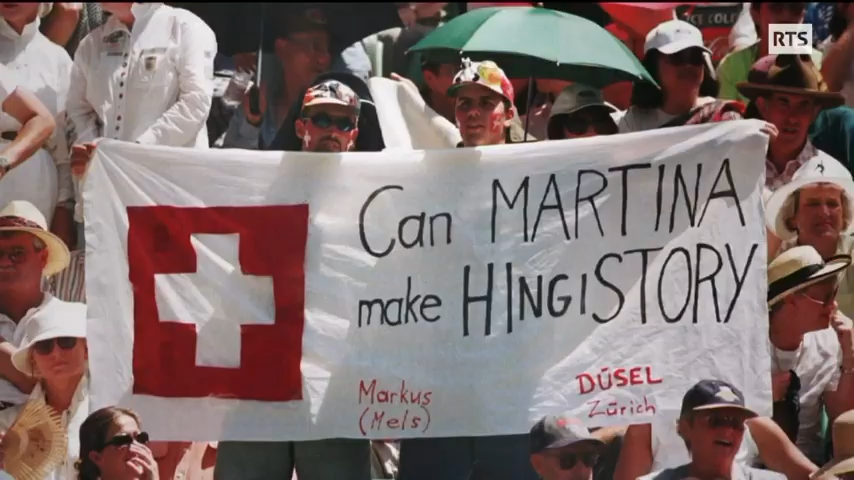 RTS
Can MARTINA
make HINGISTORY
Markus
(Mels)
DÜSEL
Zürich